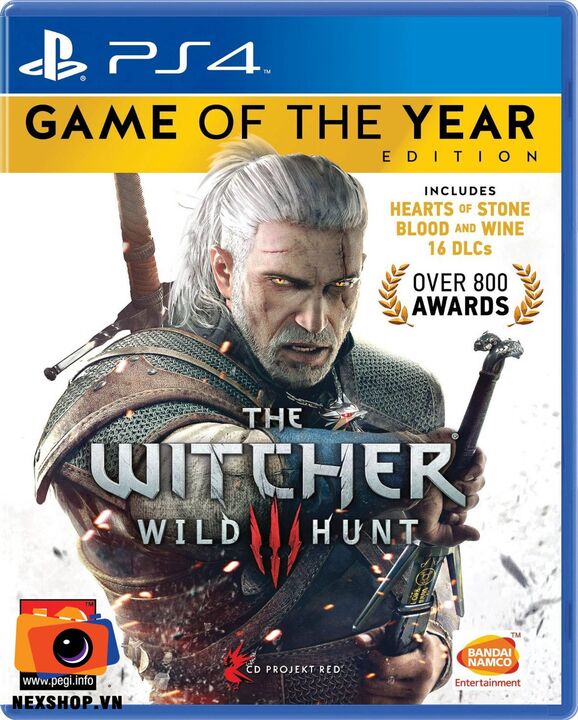 PS4™
GAME OF THE YEAR
EDITION
INCLUDES
HEARTS OF STONE
BLOOD AND WINE
16 DLCs
OVER 800
AWARDS
THE
WITCHER®
WILD HUNT
CD PROJEKT RED®
www.pegi.info
BANDAI
NAMCO
Entertainment
NEXSHOP.VN